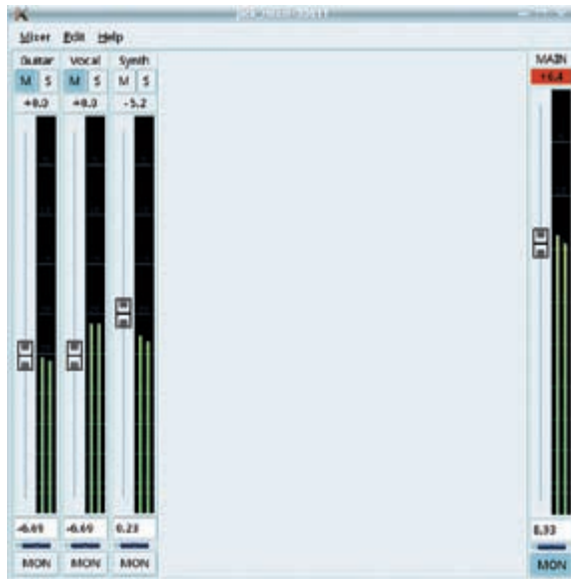 Mixer Edit Help
Guitar Vocal Synth MAIN
M S M S M S +6.4
+0.0 +0.0 -5.2
-6.69 -6.69 0.23 8.93
MON MON MON MON